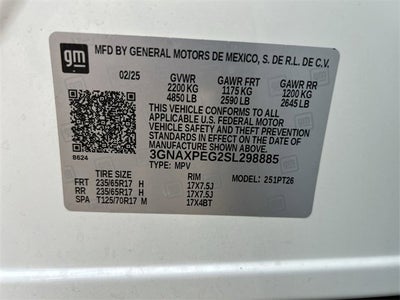 gm
MFD BY GENERAL MOTORS DE MEXICO, S. DE R.L. DE C.V.
02/25 GVWR GAWR FRT GAWR RR
2200 KG 1175 KG 1200 KG
4850 LB 2590 LB 2645 LB
THIS VEHICLE CONFORMS TO ALL APPLICABLE
U.S. FEDERAL MOTOR
VEHICLE SAFETY AND THEFT PREVENTION
STANDARDS IN EFFECT ON THE DATE OF
MANUFACTURE SHOWN ABOVE.
3GNAXPEG2SL298885
8624
TYPE: MPV
TIRE SIZE RIM 251PT26
FRT 235/65R17 H 17X7.5J
RR 235/65R17 H 17X7.5J
SPA T125/70R17 M 17X4BT